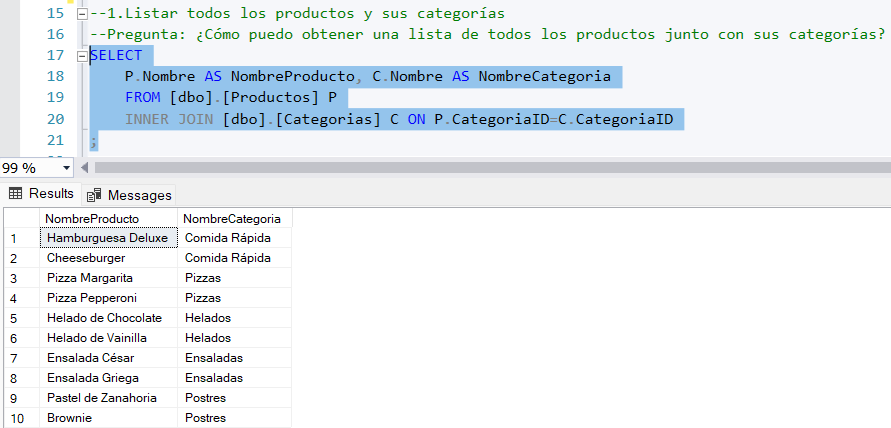 15 --1.Listar todos los productos y sus categorías
16 --Pregunta: ¿Cómo puedo obtener una lista de todos los productos junto con sus categorías?
17 SELECT
18 P.Nombre AS NombreProducto, C.Nombre AS NombreCategoria
19 FROM [dbo].[Productos] P
20 INNER JOIN [dbo].[Categorias] C ON P.CategoriaID=C.CategoriaID
21 ;
99 %
Results Messages
NombreProducto NombreCategoria
1 Hamburguesa Deluxe Comida Rápida
2 Cheeseburger Comida Rápida
3 Pizza Margarita Pizzas
4 Pizza Pepperoni Pizzas
5 Helado de Chocolate Helados
6 Helado de Vainilla Helados
7 Ensalada César Ensaladas
8 Ensalada Griega Ensaladas
9 Pastel de Zanahoria Postres
10 Brownie Postres